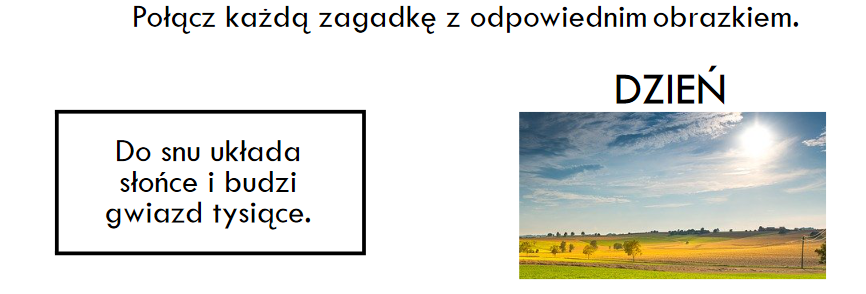 Połącz każdą zagadkę z odpowiednim obrazkiem.
DZIEŃ
Do snu układa
słońce i budzi
gwiazd tysiące.